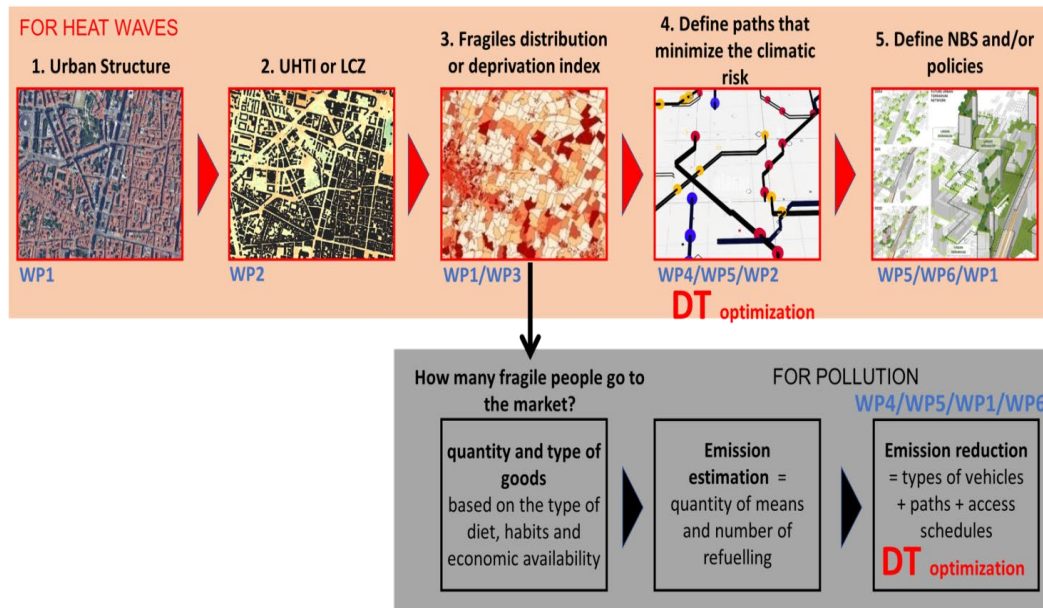 FOR HEAT WAVES
1. Urban Structure
2. UHTI or LCZ
3. Fragiles distribution
or deprivation index
4. Define paths that
minimize the climatic
risk
5. Define NBS and/or
policies
WP1
WP2
WP1/WP3
WP4/WP5/WP2
WP5/WP6/WP1
DT optimization
How many fragile people go to
the market?
FOR POLLUTION
WP4/WP5/WP1/WP6
quantity and type of
goods
based on the type of
diet, habits and
economic availability
Emission
estimation =
quantity of means
and number of
refuelling
Emission reduction
= types of vehicles
+ paths + access
schedules
DT optimization